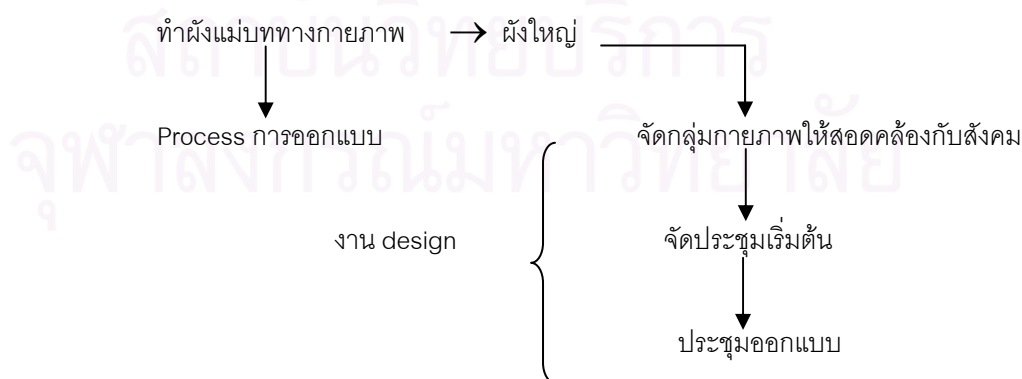 ทำผังแม่บททางกายภาพ → ผังใหญ่
สถาบันวิทยบริการ
Process การออกแบบ จัดกลุ่มกายภาพให้สอดคล้องกับสังคม
จุฬาลงกรณ์มหาวิทยาลัย
งาน design จัดประชุมเริ่มต้น
ประชุมออกแบบ